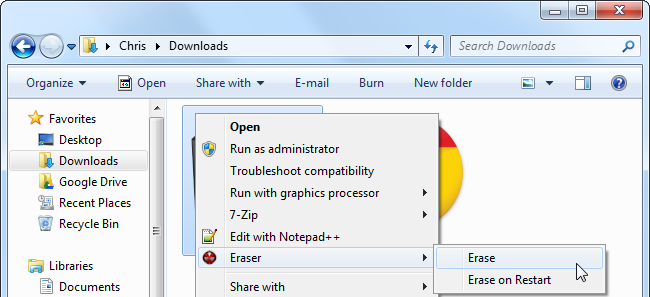 Chris Downloads Search Downloads
Organize Open Share with E-mail Burn New folder
Favorites
Desktop
Downloads
Google Drive
Recent Places
Recycle Bin
Libraries
Documents
Open
Run as administrator
Troubleshoot compatibility
Run with graphics processor
7-Zip
Edit with Notepad++
Eraser
Share with
Erase
Erase on Restart